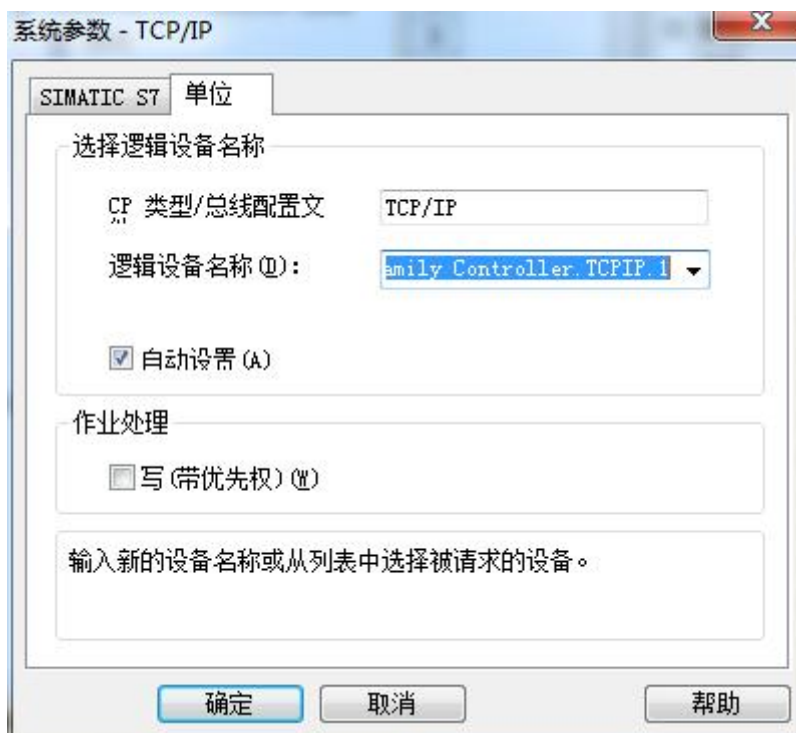 系统参数 - TCP/IP
SIMATIC S7 单位
选择逻辑设备名称
CP 类型/总线配置文 TCP/IP
逻辑设备名称(D): amily Controller.TCPIP.1
自动设置(A)
作业处理
写(带优先权)(W)
输入新的设备名称或从列表中选择被请求的设备。
确定 取消 帮助